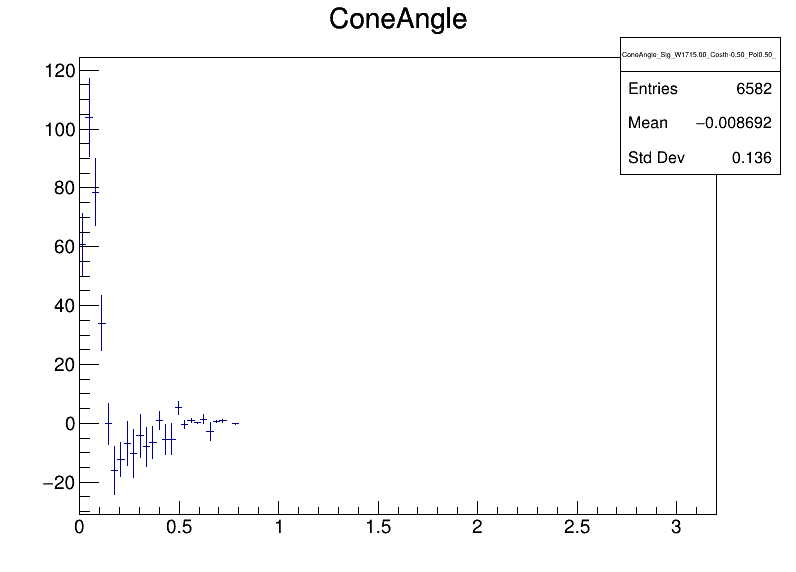 ConeAngle
ConeAngle_Sig_W1715.00_Costh-0.50_Pol0.50_
Entries 6582
Mean −0.008692
Std Dev 0.136
120
100
80
60
40
20
0
−20
0 0.5 1 1.5 2 2.5 3